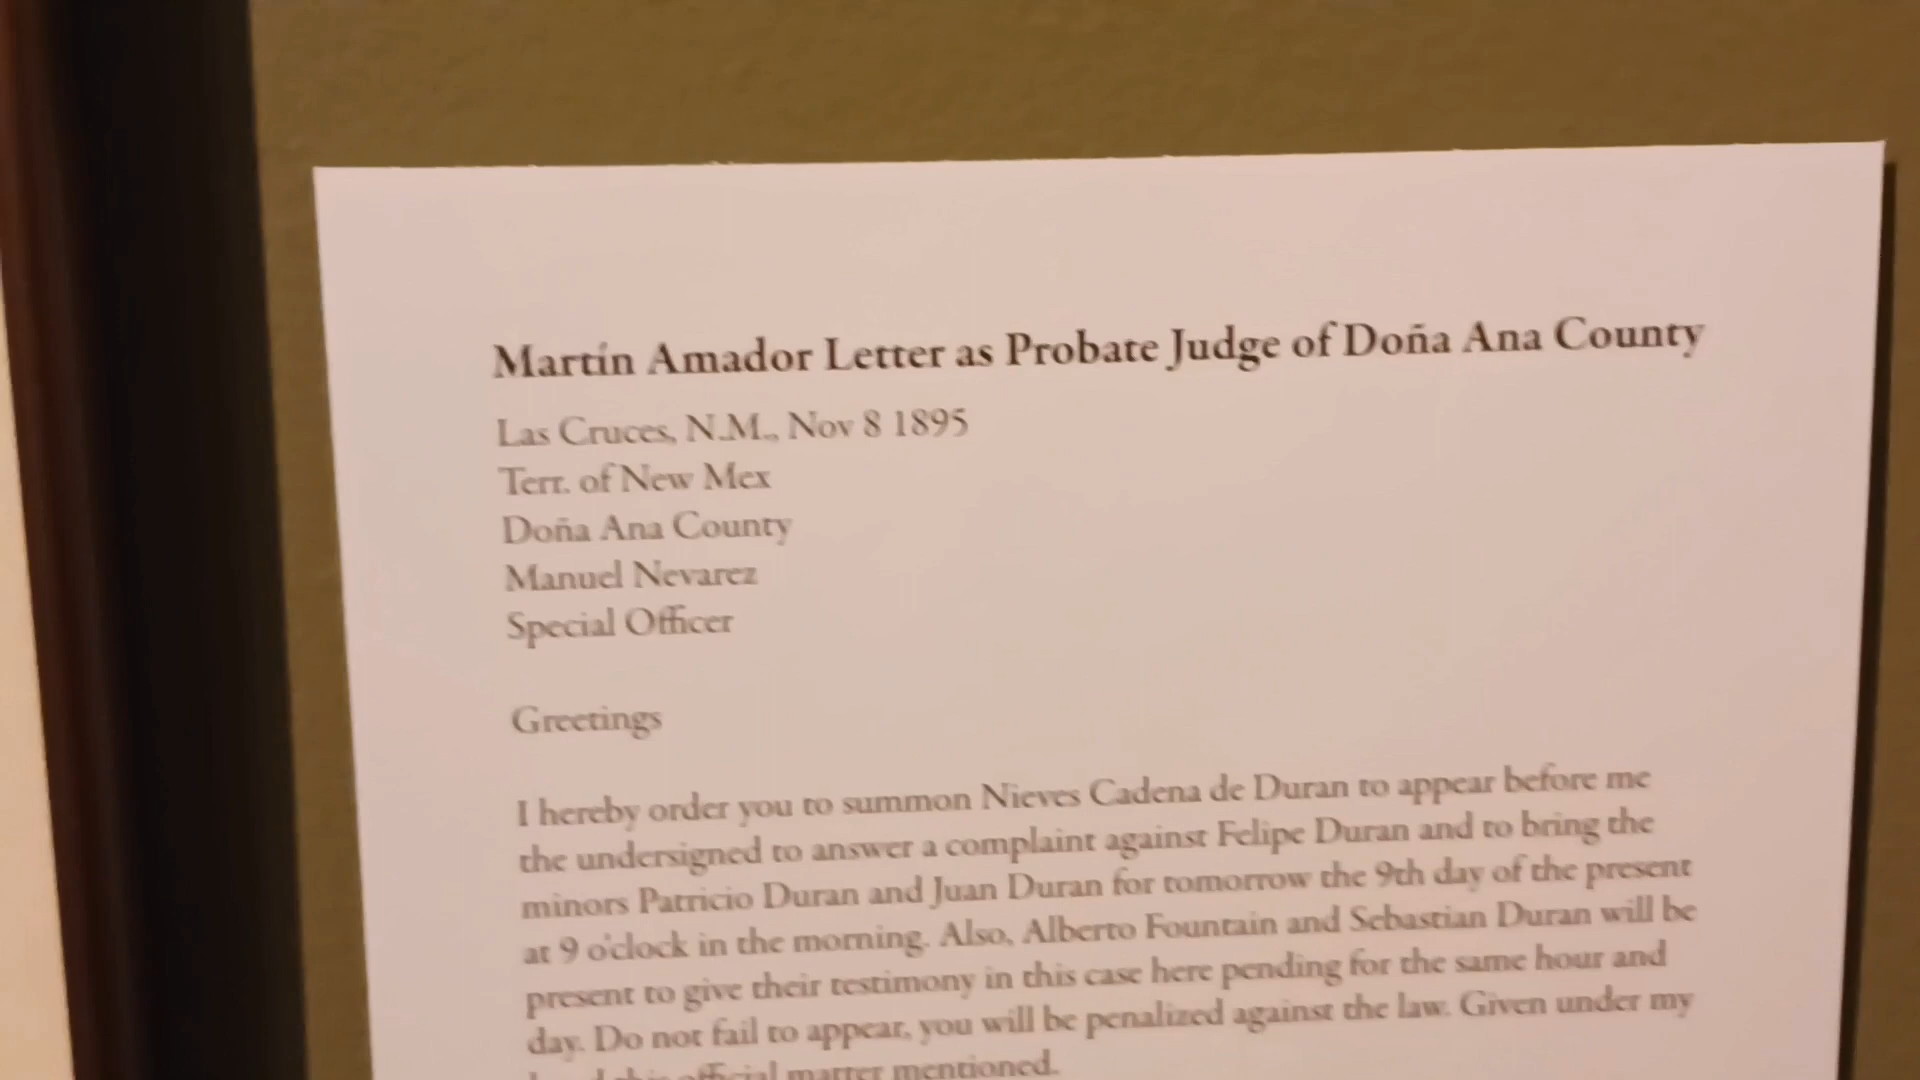 Martín Amador Letter as Probate Judge of Doña Ana County
Las Cruces, N.M., Nov 8 1895
Terr. of New Mex
Doña Ana County
Manuel Nevarez
Special Officer
Greetings
I hereby order you to summon Nieves Cadena de Duran to appear before me
the undersigned to answer a complaint against Felipe Duran and to bring the
minors Patricio Duran and Juan Duran for tomorrow the 9th day of the present
at 9 o'clock in the morning. Also, Alberto Fountain and Sebastian Duran will be
present to give their testimony in this case here pending for the same hour and
day. Do not fail to appear, you will be penalized against the law. Given under my
official matter mentioned.